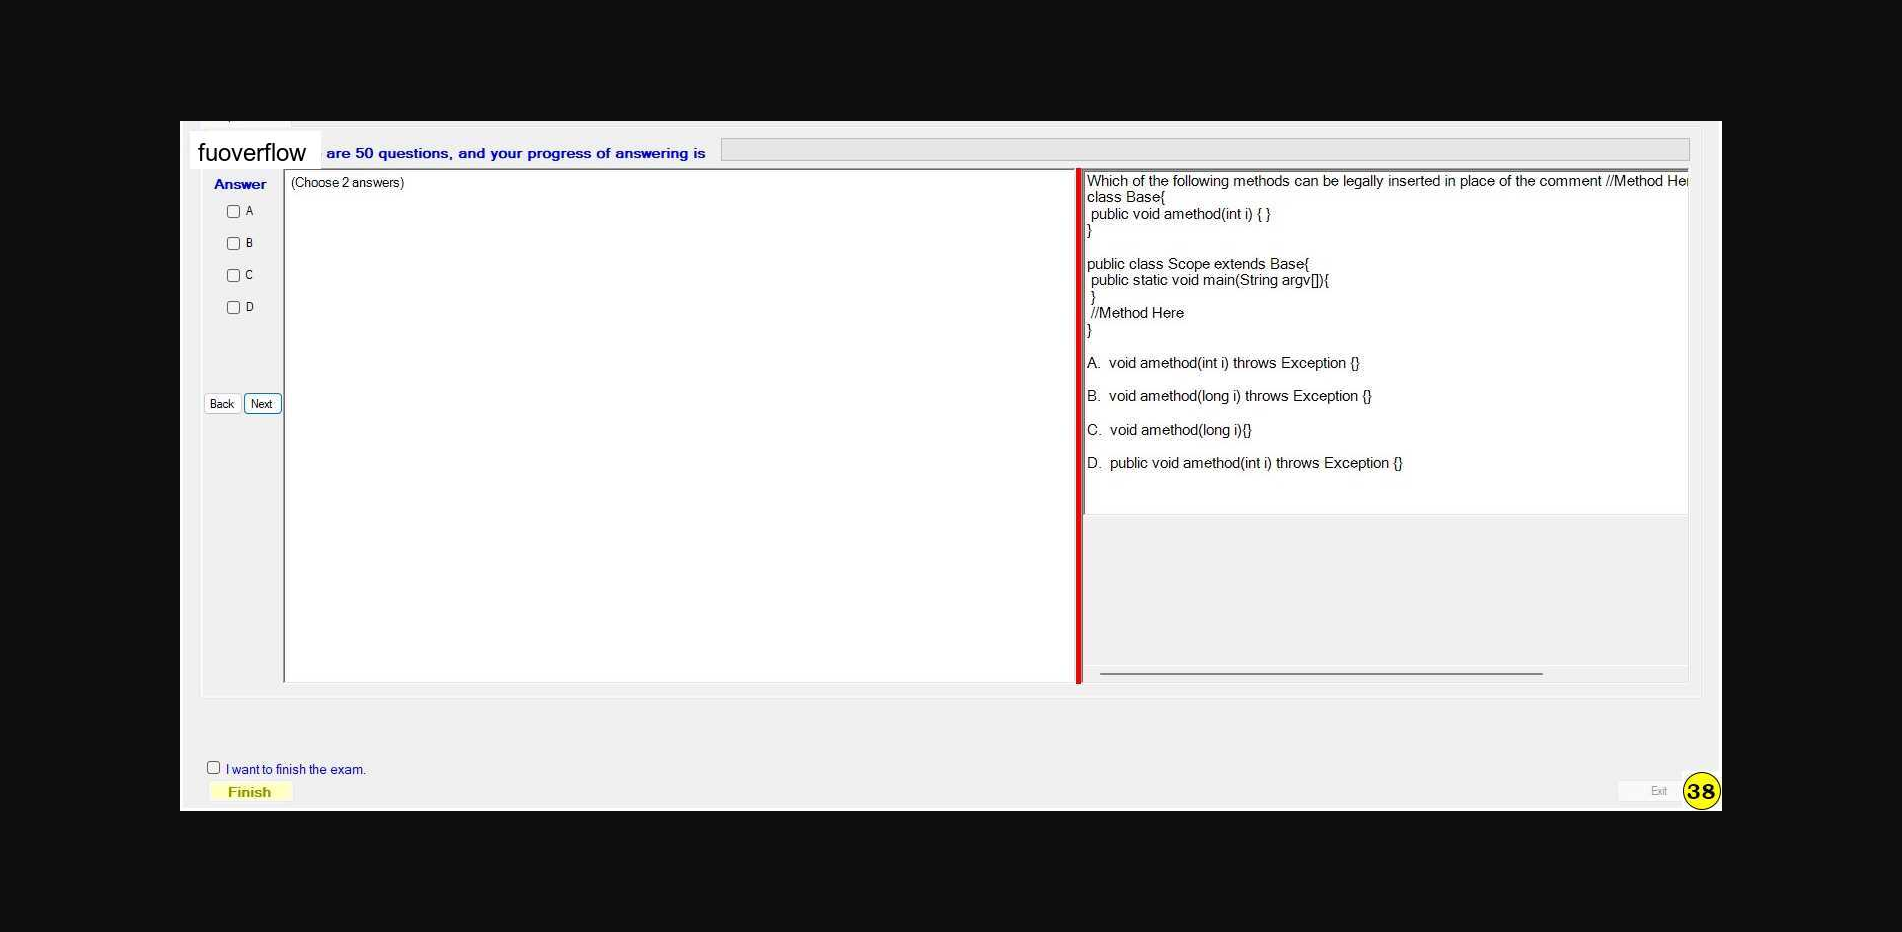 fuoverflow are 50 questions, and your progress of answering is
Answer
A
B
C
D
Back Next
(Choose 2 answers)
Which of the following methods can be legally inserted in place of the comment //Method
class Base{
public void amethod(int i) { }
}
public class Scope extends Base{
public static void main(String argv[]){
}
//Method Here
}
A. void amethod(int i) throws Exception {}
B. void amethod(long i) throws Exception {}
C. void amethod(long i){}
D. public void amethod(int i) throws Exception {}
I want to finish the exam.
Finish
Exit
38